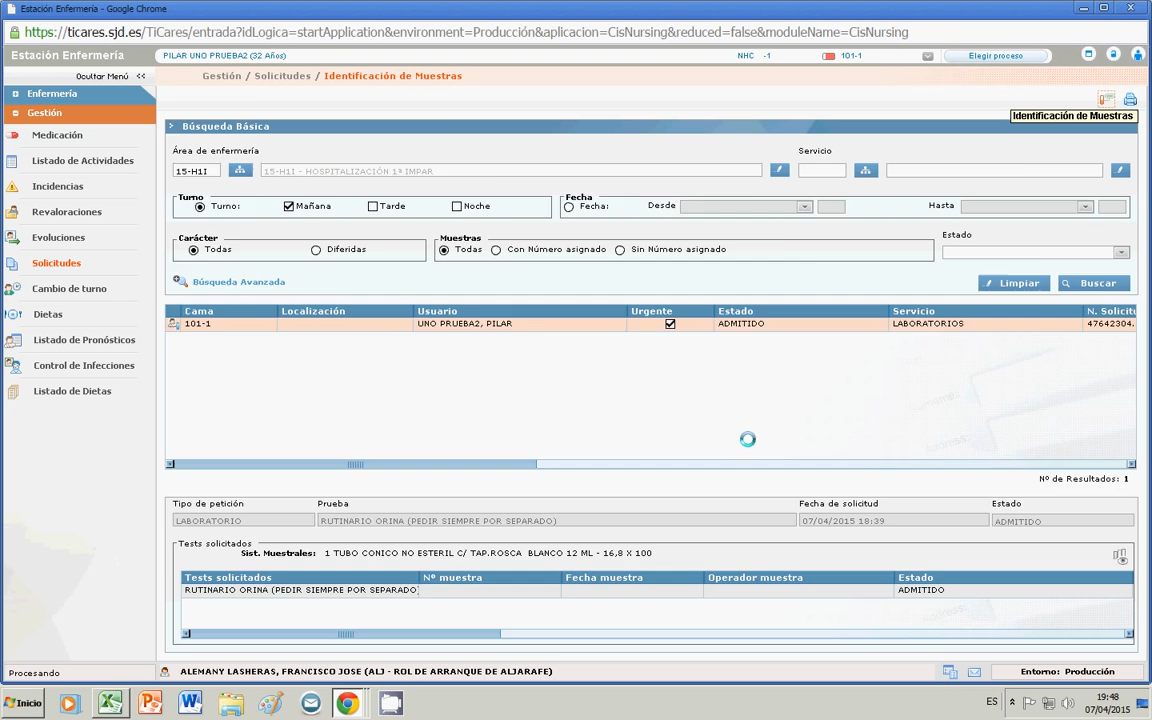 Estación Enfermería - Google Chrome
https://ticares.sjd.es/TiCares/entrada?idLogica=startApplication&environment=Producción&aplicacion=CisNursing&reduced=false&moduleName=CisNursing
Estación Enfermería PILAR UNO PRUEBA2 (32 Años) NHC -1 101-1 Elegir proceso
Ocultar Menú << Gestión / Solicitudes / Identificación de Muestras
Enfermería
Gestión
Identificación de Muestras
Búsqueda Básica
Medicación
Área de enfermería Servicio
Listado de Actividades
15-H1I 15-H1I - HOSPITALIZACIÓN 1ª IMPAR
Incidencias
Turno Fecha
Turno: Mañana Tarde Noche Fecha: Desde Hasta
Revaloraciones
Evoluciones
Carácter Muestras Estado
Todas Diferidas Todas Con Número asignado Sin Número asignado
Solicitudes
Búsqueda Avanzada Limpiar Buscar
Cambio de turno
Cama Localización Usuario Urgente Estado Servicio N. Solicitu
Dietas
101-1 UNO PRUEBA2, PILAR ADMITIDO LABORATORIOS 47642304.
Listado de Pronósticos
Control de Infecciones
Listado de Dietas
Nº de Resultados: 1
Tipo de petición Prueba Fecha de solicitud Estado
LABORATORIO RUTINARIO ORINA (PEDIR SIEMPRE POR SEPARADO) 07/04/2015 18:39 ADMITIDO
Tests solicitados
Sist. Muestrales: 1 TUBO CONICO NO ESTERIL C/ TAP.ROSCA BLANCO 12 ML - 16,8 X 100
Tests solicitados Nº muestra Fecha muestra Operador muestra Estado
RUTINARIO ORINA (PEDIR SIEMPRE POR SEPARADO) ADMITIDO
Procesando ALEMANY LASHERAS, FRANCISCO JOSE (ALJ - ROL DE ARRANQUE DE ALJARAFE) Entorno: Producción
Inicio ES 19:48
07/04/2015